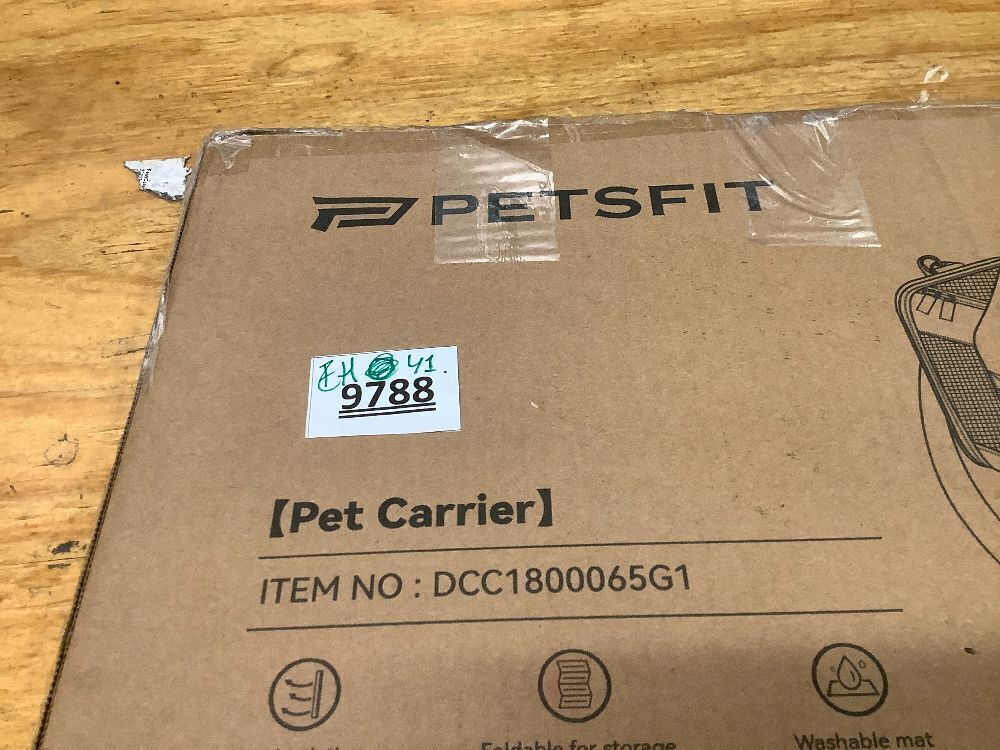 PETSFIT
EH 41.
9788
【Pet Carrier】
ITEM NO : DCC1800065G1
Foldable for storage
Washable mat